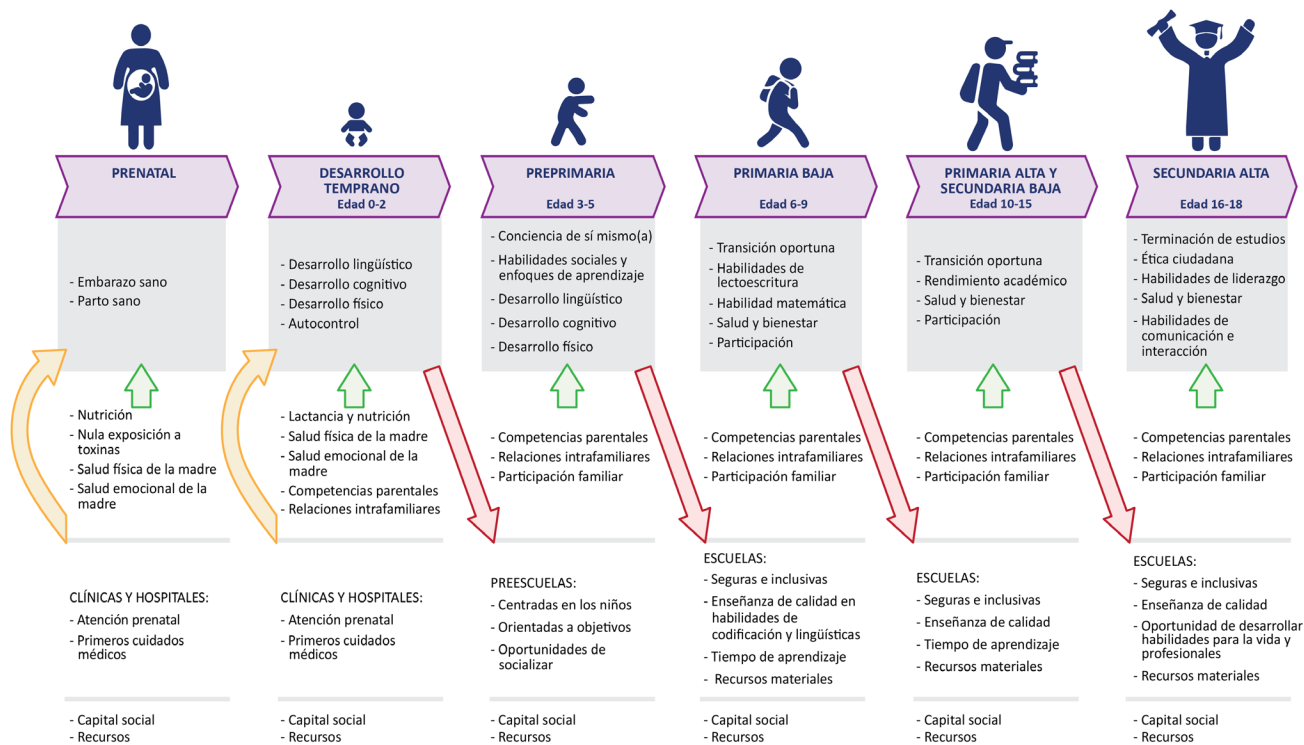 PRENATAL
- Embarazo sano
- Parto sano
- Nutrición
- Nula exposición a
toxinas
- Salud física de la madre
- Salud emocional de la
madre
CLÍNICAS Y HOSPITALES:
- Atención prenatal
- Primeros cuidados
médicos
- Capital social
- Recursos
DESARROLLO
TEMPRANO
Edad 0-2
- Desarrollo lingüístico
- Desarrollo cognitivo
- Desarrollo físico
- Autocontrol
- Lactancia y nutrición
- Salud física de la madre
- Salud emocional de la
madre
- Competencias parentales
- Relaciones intrafamiliares
CLÍNICAS Y HOSPITALES:
- Atención prenatal
- Primeros cuidados
médicos
- Capital social
- Recursos
PREPRIMARIA
Edad 3-5
- Conciencia de sí mismo(a)
- Habilidades sociales y
enfoques de aprendizaje
- Desarrollo lingüístico
- Desarrollo cognitivo
- Desarrollo físico
- Competencias parentales
- Relaciones intrafamiliares
- Participación familiar
PREESCUELAS:
- Centradas en los niños
- Orientadas a objetivos
- Oportunidades de
socializar
- Capital social
- Recursos
PRIMARIA BAJA
Edad 6-9
- Transición oportuna
- Habilidades de
lectoescritura
- Habilidad matemática
- Salud y bienestar
- Participación
- Competencias parentales
- Relaciones intrafamiliares
- Participación familiar
ESCUELAS:
- Seguras e inclusivas
- Enseñanza de calidad en
habilidades de
codificación y lingüísticas
- Tiempo de aprendizaje
- Recursos materiales
- Capital social
- Recursos
PRIMARIA ALTA Y
SECUNDARIA BAJA
Edad 10-15
- Transición oportuna
- Rendimiento académico
- Salud y bienestar
- Participación
- Competencias parentales
- Relaciones intrafamiliares
- Participación familiar
ESCUELAS:
- Seguras e inclusivas
- Enseñanza de calidad
- Tiempo de aprendizaje
- Recursos materiales
- Capital social
- Recursos
SECUNDARIA ALTA
Edad 16-18
- Terminación de estudios
- Ética ciudadana
- Habilidades de liderazgo
- Salud y bienestar
- Habilidades de
comunicación e
interacción
- Competencias parentales
- Relaciones intrafamiliares
- Participación familiar
ESCUELAS:
- Seguras e inclusivas
- Enseñanza de calidad
- Oportunidad de desarrollar
habilidades para la vida y
profesionales
- Recursos materiales
- Capital social
- Recursos